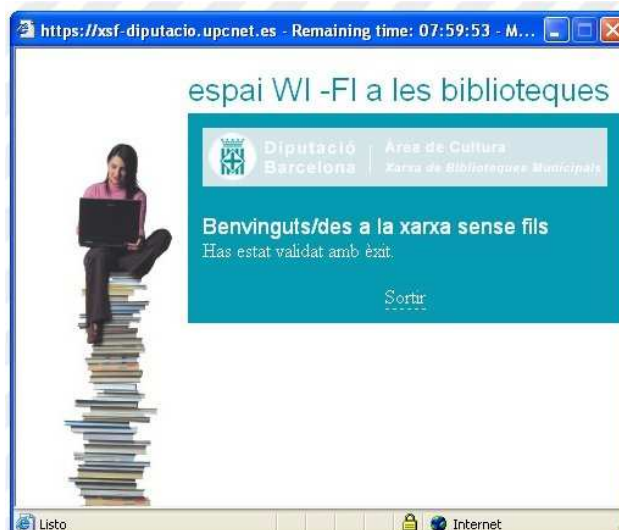 https://xsf-diputacio.upcnet.es - Remaining time: 07:59:53 - M...
espai WI -FI a les biblioteques
Diputació
Barcelona
Àrea de Cultura
Xarxa de Biblioteques Municipals
Benvinguts/des a la xarxa sense fils
Has estat validat amb èxit.
Sortir
Listo
Internet